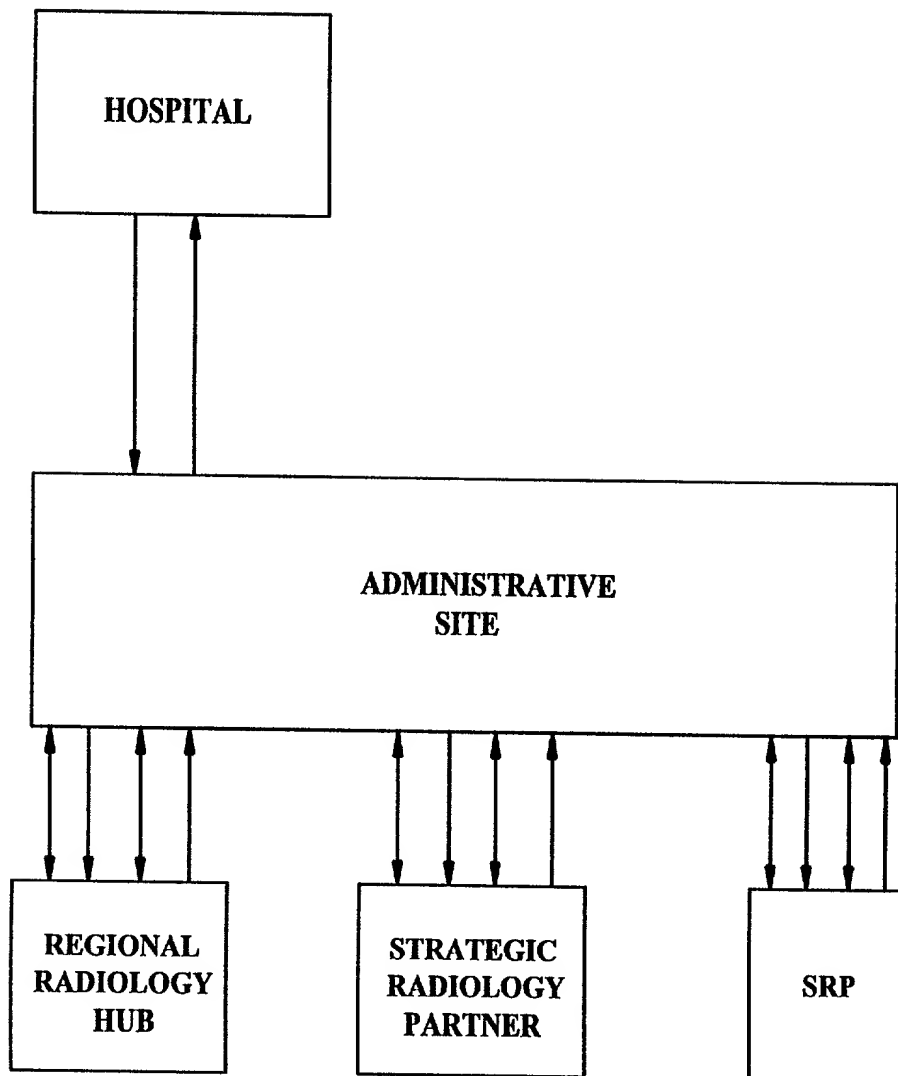 HOSPITAL
ADMINISTRATIVE
SITE
REGIONAL
RADIOLOGY
HUB
STRATEGIC
RADIOLOGY
PARTNER
SRP